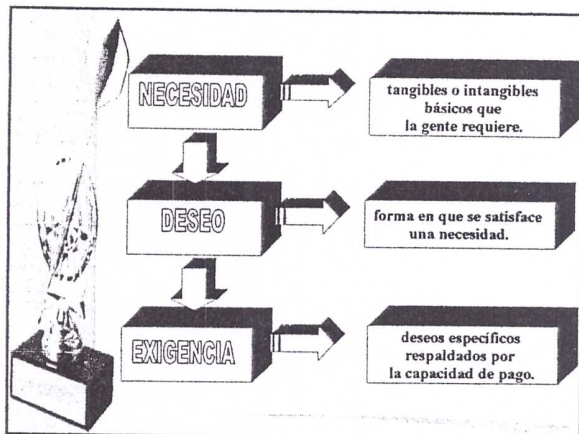 NECESIDAD
tangibles o intangibles
básicos que
la gente requiere.
DESEO
forma en que se satisface
una necesidad.
EXIGENCIA
deseos específicos
respaldados por
la capacidad de pago.